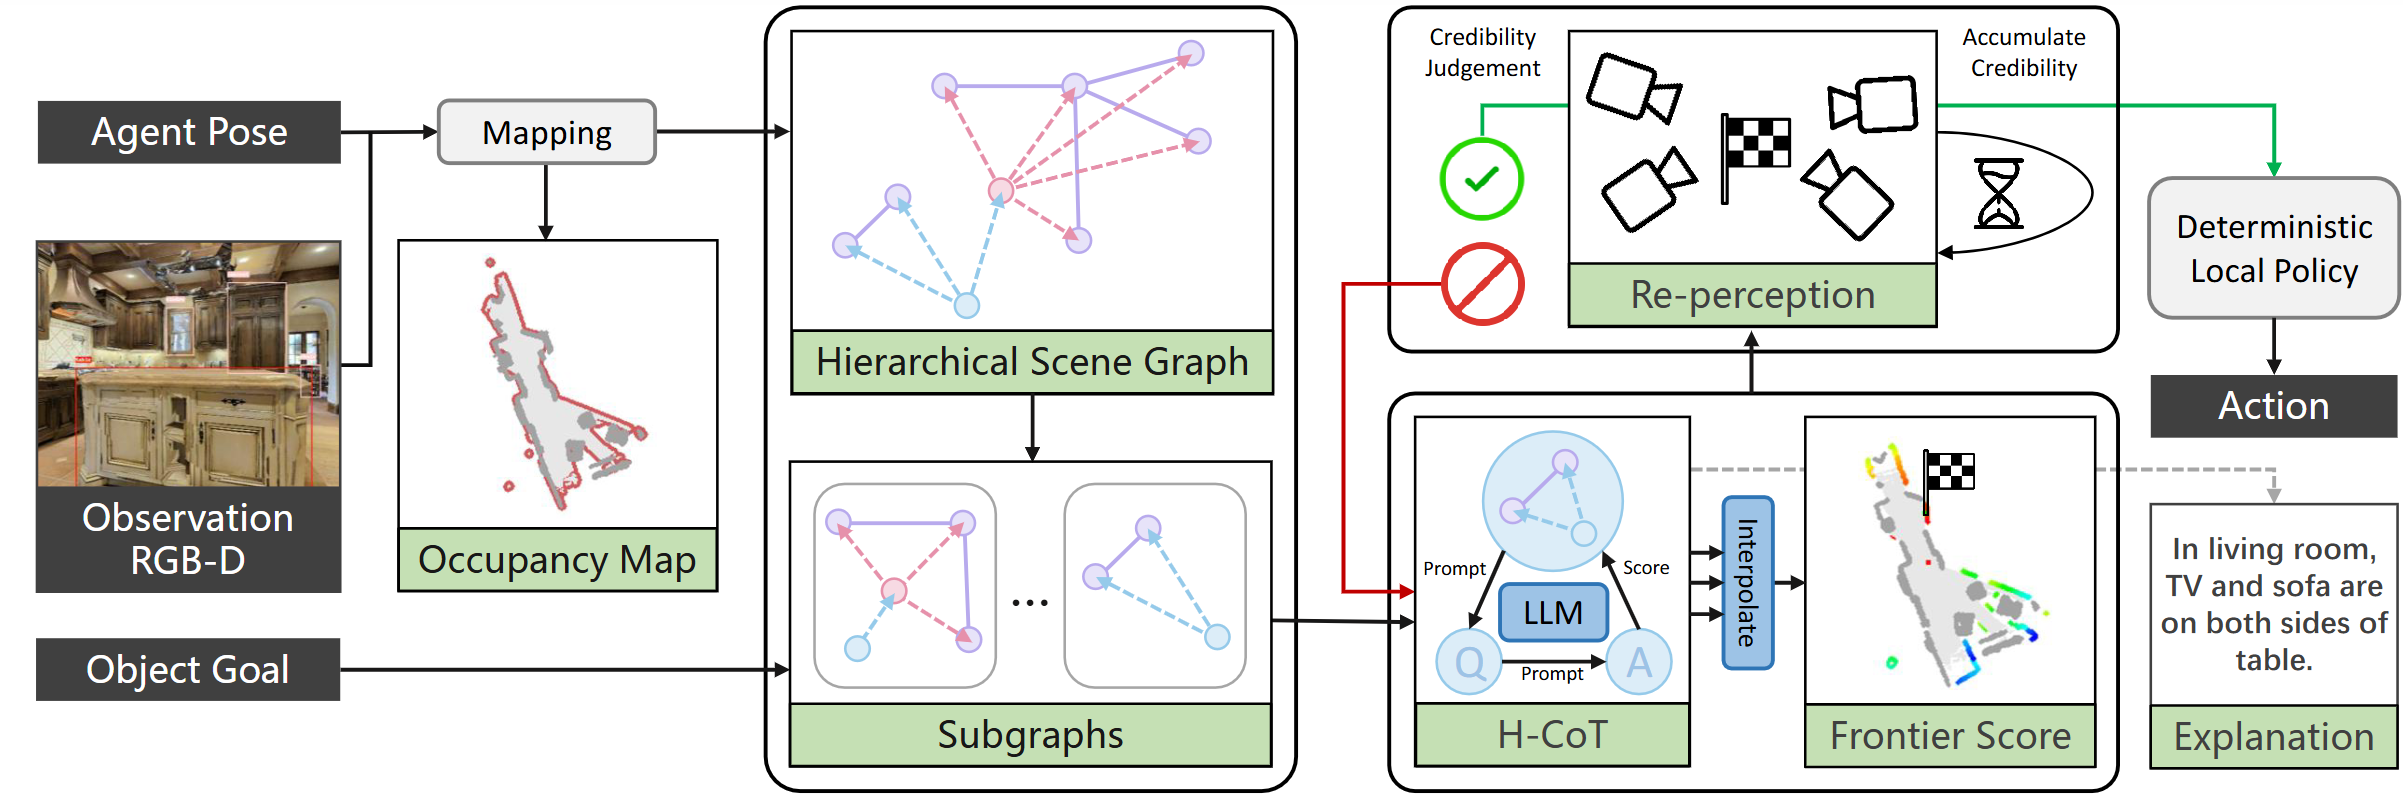 Agent Pose
Mapping
Observation
RGB-D
Object Goal
Occupancy Map
Hierarchical Scene Graph
...
Subgraphs
Credibility
Judgement
Accumulate
Credibility
Re-perception
Prompt
Score
LLM
Q
A
Prompt
H-CoT
Interpolate
Frontier Score
Deterministic
Local Policy
Action
In living room,
TV and sofa are
on both sides of
table.
Explanation